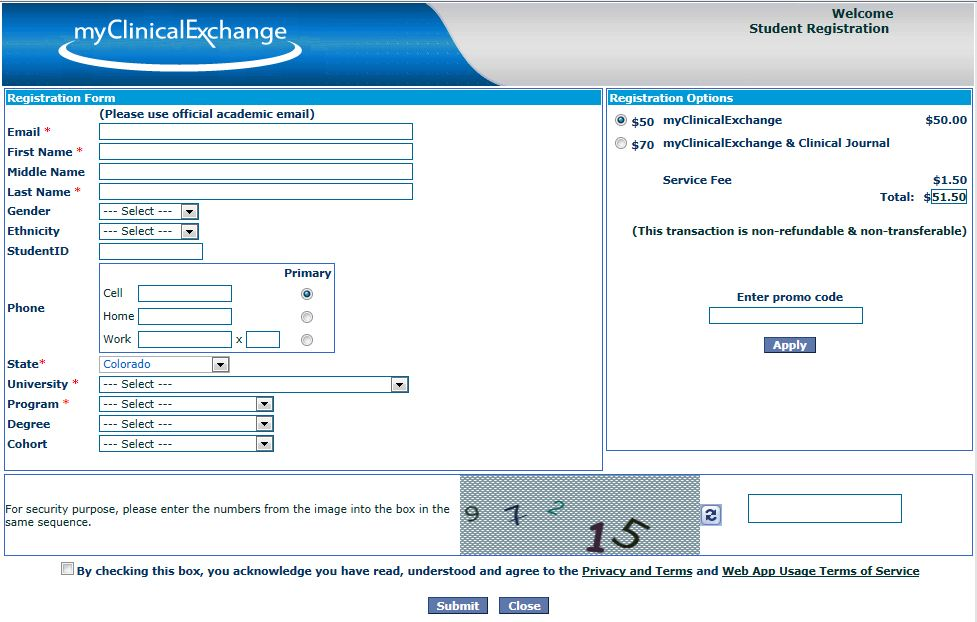 myClinicalExchange
Welcome
Student Registration
Registration Form
(Please use official academic email)
Email *
First Name *
Middle Name
Last Name *
Gender --- Select ---
Ethnicity --- Select ---
StudentID
Primary
Cell
Phone
Home
Work x
State* Colorado
University * --- Select ---
Program * --- Select ---
Degree --- Select ---
Cohort --- Select ---
Registration Options
$50 myClinicalExchange $50.00
$70 myClinicalExchange & Clinical Journal
Service Fee $1.50
Total: $51.50
(This transaction is non-refundable & non-transferable)
Enter promo code
Apply
For security purpose, please enter the numbers from the image into the box in the
same sequence.
9 7 2 15
By checking this box, you acknowledge you have read, understood and agree to the Privacy and Terms and Web App Usage Terms of Service
Submit Close